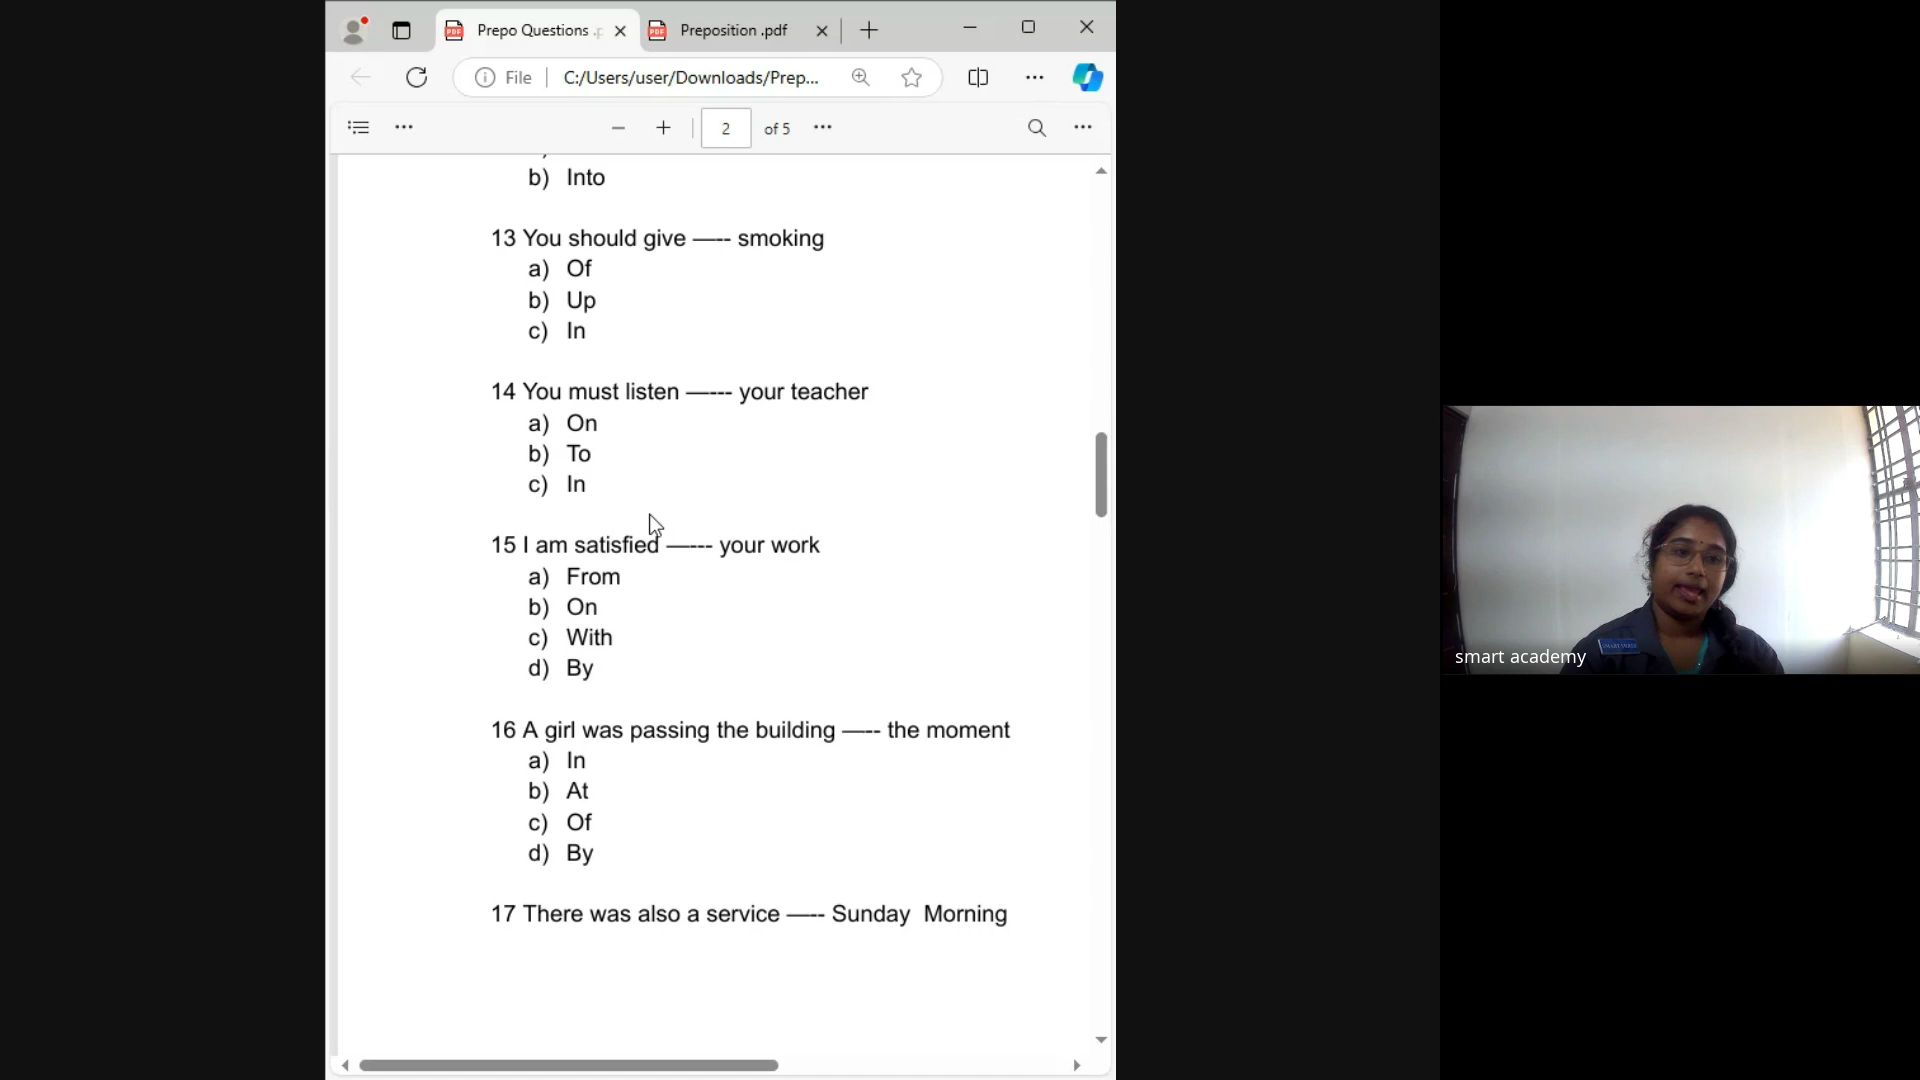 Prepo Questions .p
Preposition .pdf
File
C:/Users/user/Downloads/Prep...
2 of 5
b) Into
13 You should give —--- smoking
a) Of
b) Up
c) In
14 You must listen —---- your teacher
a) On
b) To
c) In
15 I am satisfied —---- your work
a) From
b) On
c) With
d) By
16 A girl was passing the building —--- the moment
a) In
b) At
c) Of
d) By
17 There was also a service —--- Sunday Morning
smart academy